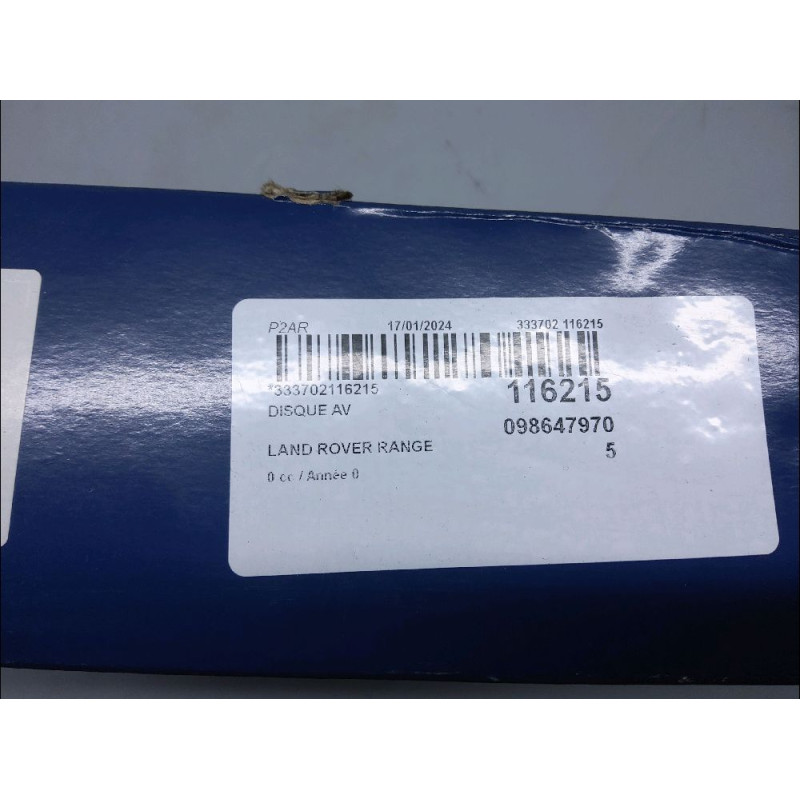 P2AR 17/01/2024 333702 116215
*333702116215 116215
DISQUE AV
098647970
LAND ROVER RANGE 5
0 cc / Année 0